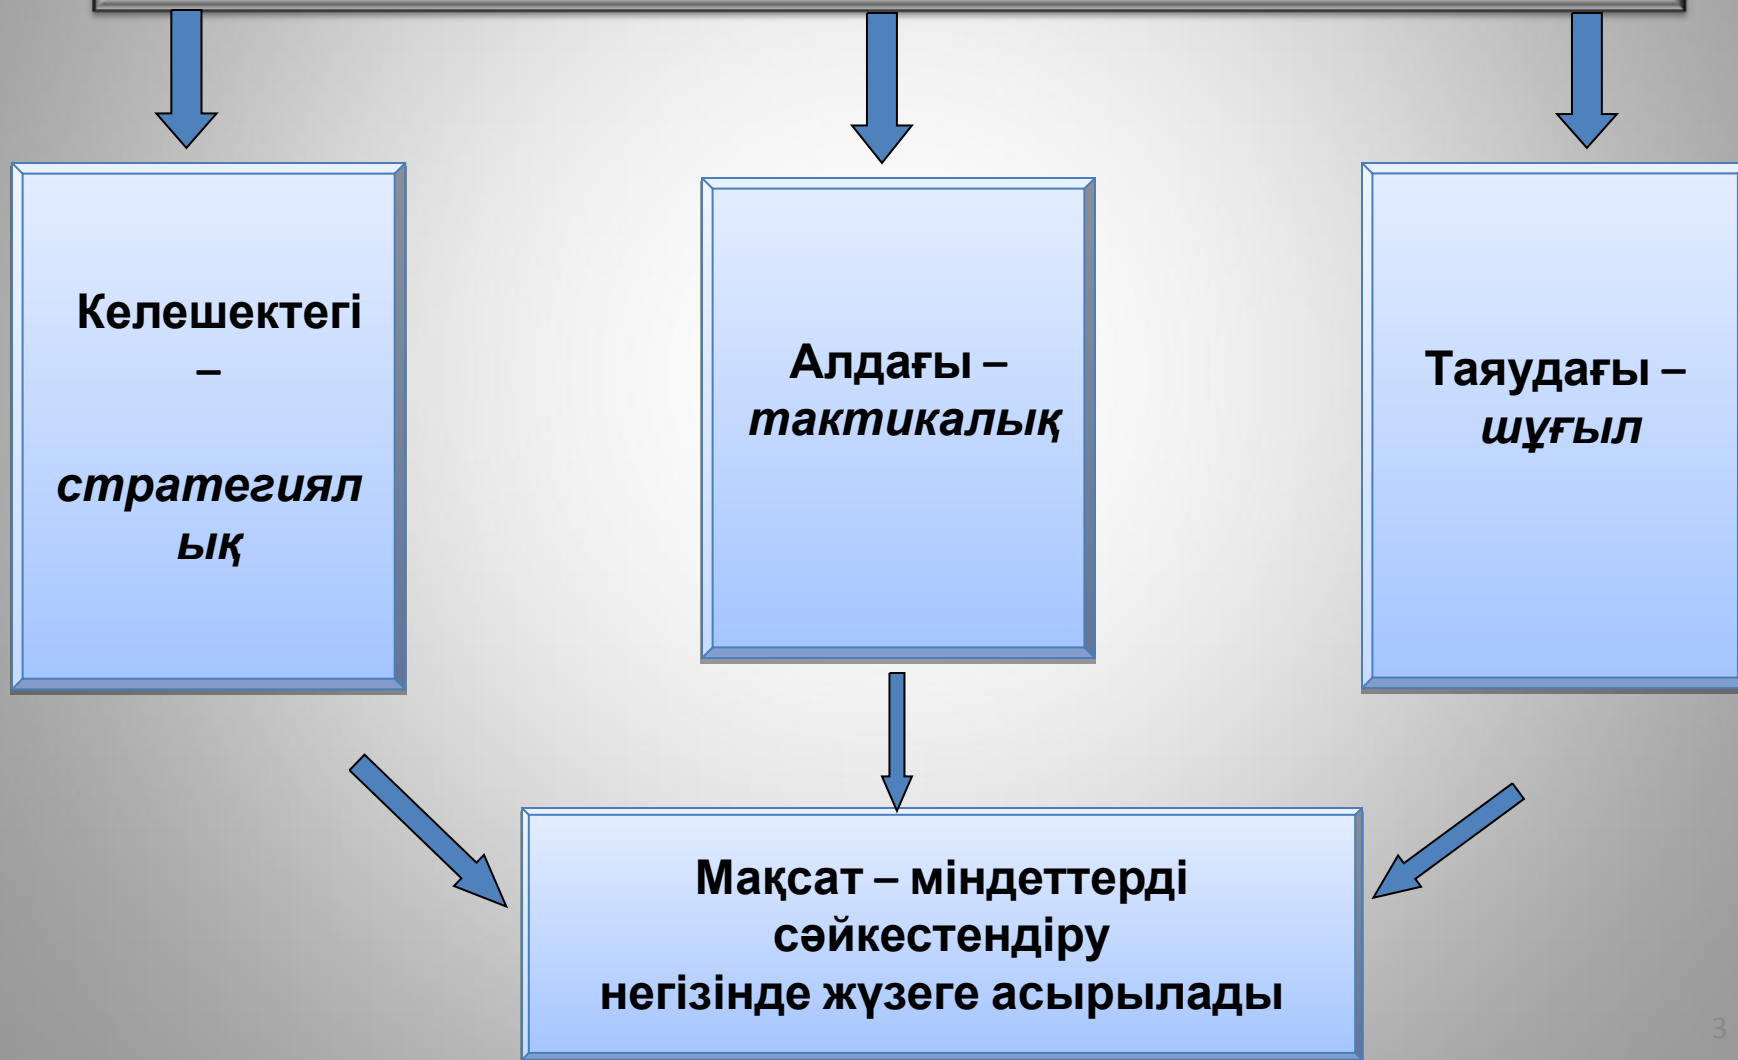 Келешектегі
–
стратегиял
ық
Алдағы –
тактикалық
Таяудағы –
шұғыл
Мақсат – міндеттерді
сәйкестендіру
негізінде жүзеге асырылады
3